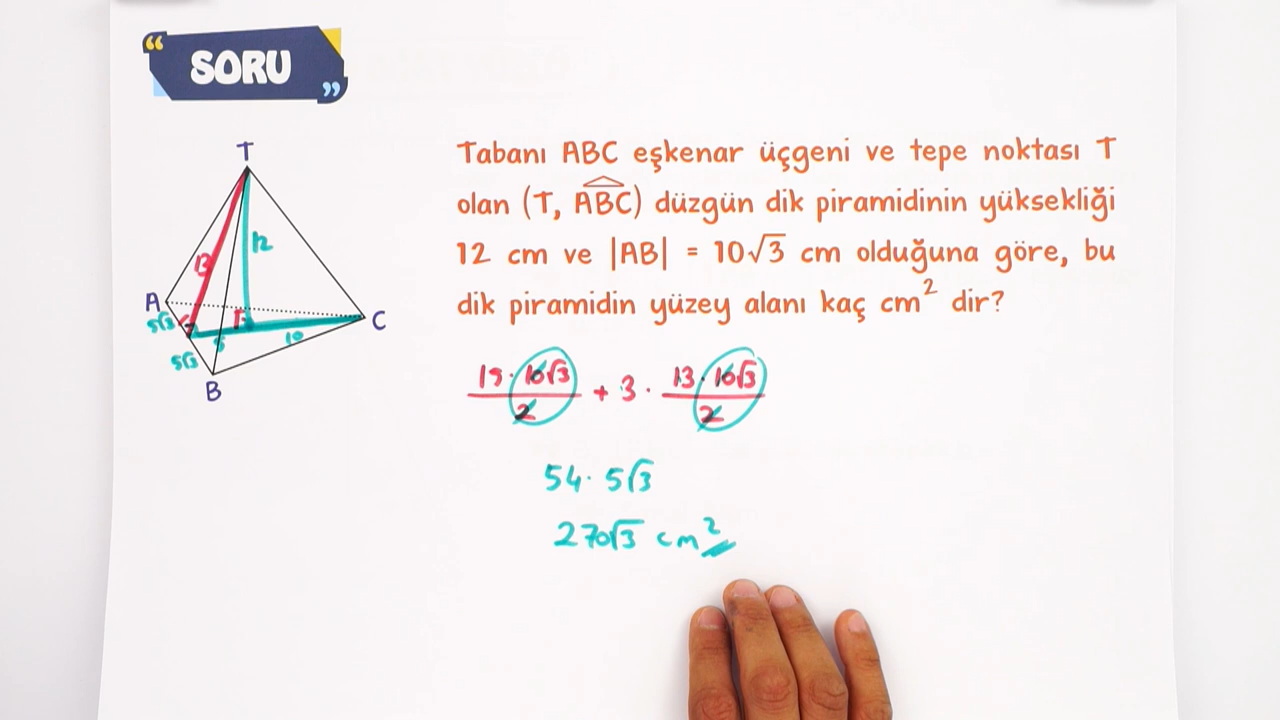 “ SORU ”
Tabanı ABC eşkenar üçgeni ve tepe noktası T
olan (T, ABC) düzgün dik piramidinin yüksekliği
12 cm ve |AB| = 10√3 cm olduğuna göre, bu
dik piramidin yüzey alanı kaç cm² dir?
T
12
13
A
C
5√3
5
10
5√3
B
15 · 10√3 / 2 + 3 · 13 · 10√3 / 2
54 · 5√3
270√3 cm²